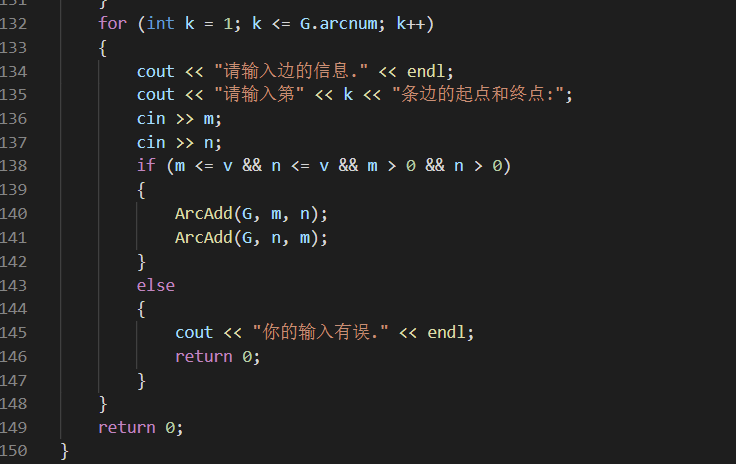 151 }
132 for (int k = 1; k <= G.arcnum; k++)
133 {
134 cout << "请输入边的信息." << endl;
135 cout << "请输入第" << k << "条边的起点和终点:";
136 cin >> m;
137 cin >> n;
138 if (m <= v && n <= v && m > 0 && n > 0)
139 {
140 ArcAdd(G, m, n);
141 ArcAdd(G, n, m);
142 }
143 else
144 {
145 cout << "你的输入有误." << endl;
146 return 0;
147 }
148 }
149 return 0;
150 }